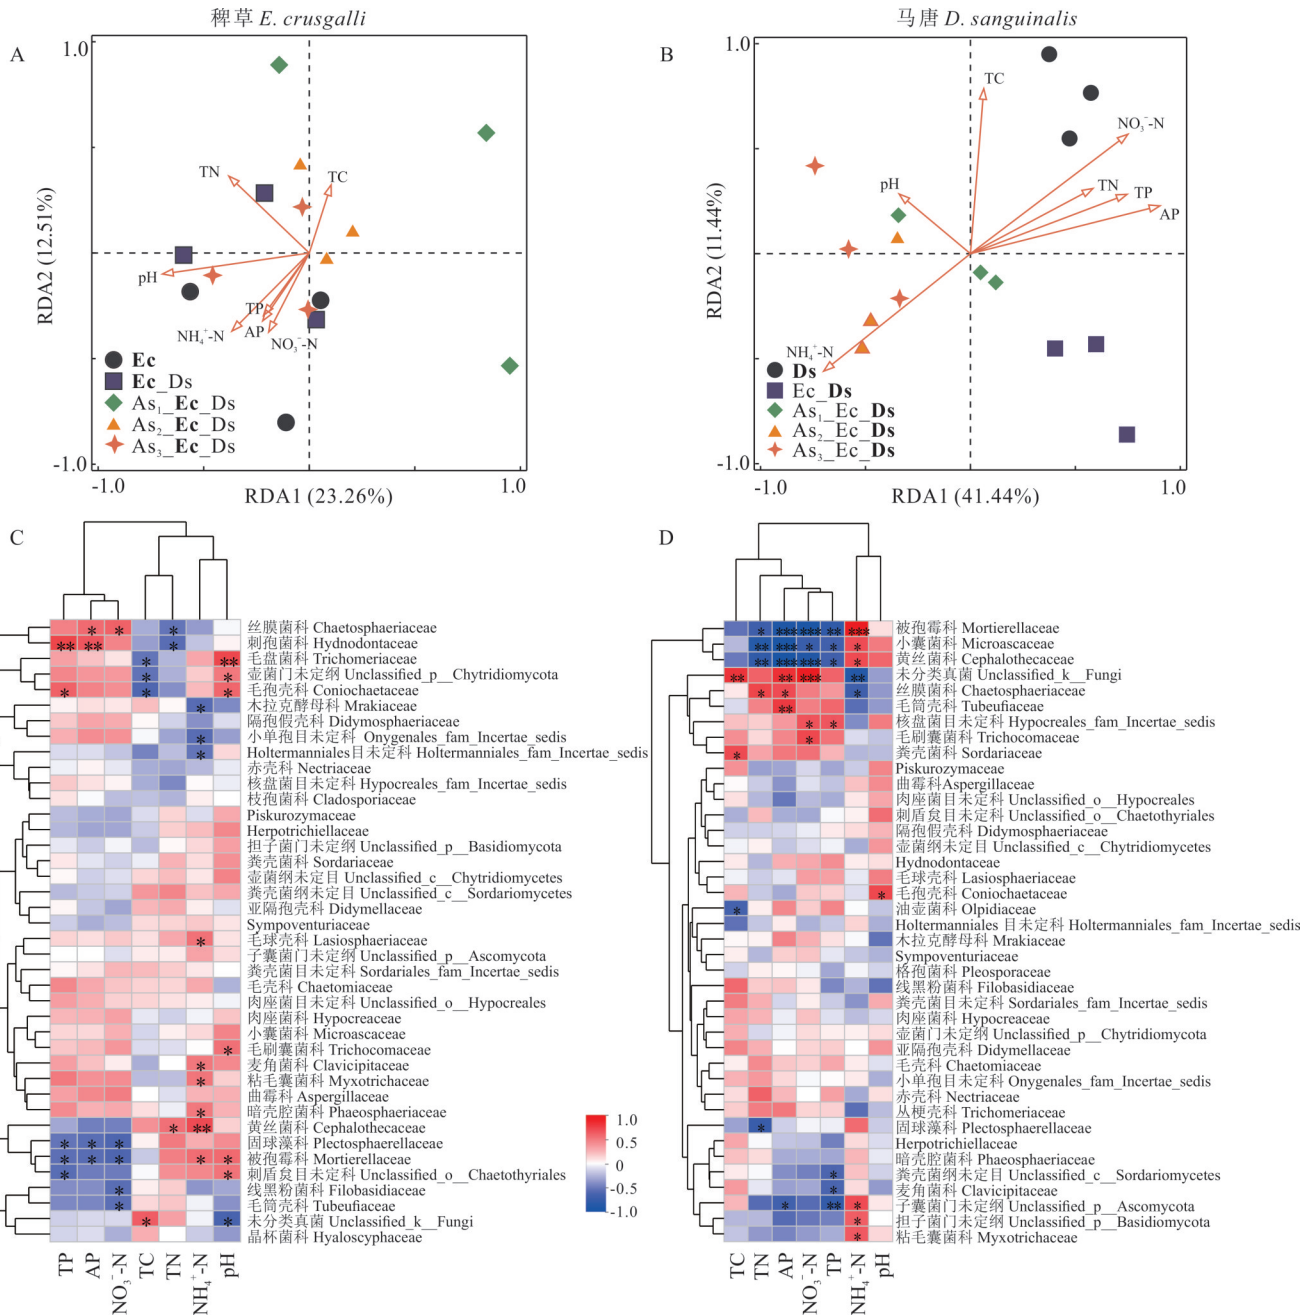 稗草 E. crusgalli
马唐 D. sanguinalis
A
1.0
TN
TC
pH
TP
AP
NH₄⁺-N
NO₃⁻-N
RDA2 (12.51%)
Ec
Ec_Ds
As₁_Ec_Ds
As₂_Ec_Ds
As₃_Ec_Ds
-1.0
-1.0
1.0
RDA1 (23.26%)
B
1.0
TC
NO₃⁻-N
TN
TP
AP
pH
NH₄⁺-N
RDA2 (11.44%)
Ds
Ec_Ds
As₁_Ec_Ds
As₂_Ec_Ds
As₃_Ec_Ds
-1.0
-1.0
1.0
RDA1 (41.44%)
C
丝膜菌科 Chaetosphaeriaceae
刺孢菌科 Hydnodontaceae
毛盘菌科 Trichomeriaceae
壶菌门未定纲 Unclassified_p__Chytridiomycota
毛孢壳科 Coniochaetaceae
木拉克酵母科 Mrakiaceae
隔孢假壳科 Didymosphaeriaceae
小单孢目未定科 Onygenales_fam_Incertae_sedis
Holtermanniales目未定科 Holtermanniales_fam_Incertae_sedis
赤壳科 Nectriaceae
核盘菌目未定科 Hypocreales_fam_Incertae_sedis
枝孢菌科 Cladosporiaceae
Piskurozymaceae
Herpotrichiellaceae
担子菌门未定纲 Unclassified_p__Basidiomycota
粪壳菌科 Sordariaceae
壶菌纲未定目 Unclassified_c__Chytridiomycetes
粪壳菌纲未定目 Unclassified_c__Sordariomycetes
亚隔孢壳科 Didymellaceae
Sympoventuriaceae
毛球壳科 Lasiosphaeriaceae
子囊菌门未定纲 Unclassified_p__Ascomycota
粪壳菌目未定科 Sordariales_fam_Incertae_sedis
毛壳科 Chaetomiaceae
肉座菌目未定科 Unclassified_o__Hypocreales
肉座菌科 Hypocreaceae
小囊菌科 Microascaceae
毛刷囊菌科 Trichocomaceae
麦角菌科 Clavicipitaceae
粘毛囊菌科 Myxotrichaceae
曲霉科 Aspergillaceae
暗壳腔菌科 Phaeosphaeriaceae
黄丝菌科 Cephalothecaceae
固球藻科 Plectosphaerellaceae
被孢霉科 Mortierellaceae
刺盾炱目未定科 Unclassified_o__Chaetothyriales
线黑粉菌科 Filobasidiaceae
毛筒壳科 Tubeufiaceae
未分类真菌 Unclassified_k__Fungi
晶杯菌科 Hyaloscyphaceae
TP
AP
NO₃⁻-N
TC
TN
NH₄⁺-N
pH
1.0
0.5
0
-0.5
-1.0
D
被孢霉科 Mortierellaceae
小囊菌科 Microascaceae
黄丝菌科 Cephalothecaceae
未分类真菌 Unclassified_k__Fungi
丝膜菌科 Chaetosphaeriaceae
毛筒壳科 Tubeufiaceae
核盘菌目未定科 Hypocreales_fam_Incertae_sedis
毛刷囊菌科 Trichocomaceae
粪壳菌科 Sordariaceae
Piskurozymaceae
曲霉科Aspergillaceae
肉座菌目未定科 Unclassified_o__Hypocreales
刺盾炱目未定科 Unclassified_o__Chaetothyriales
隔孢假壳科 Didymosphaeriaceae
壶菌纲未定目 Unclassified_c__Chytridiomycetes
Hydnodontaceae
毛球壳科 Lasiosphaeriaceae
毛孢壳科 Coniochaetaceae
油壶菌科 Olpidiaceae
Holtermanniales 目未定科 Holtermanniales_fam_Incertae_sedis
木拉克酵母科 Mrakiaceae
Sympoventuriaceae
格孢菌科 Pleosporaceae
线黑粉菌科 Filobasidiaceae
粪壳菌目未定科 Sordariales_fam_Incertae_sedis
肉座菌科 Hypocreaceae
壶菌门未定纲 Unclassified_p__Chytridiomycota
亚隔孢壳科 Didymellaceae
毛壳科 Chaetomiaceae
小单孢目未定科 Onygenales_fam_Incertae_sedis
赤壳科 Nectriaceae
丛梗壳科 Trichomeriaceae
固球藻科 Plectosphaerellaceae
Herpotrichiellaceae
暗壳腔菌科 Phaeosphaeriaceae
粪壳菌纲未定目 Unclassified_c__Sordariomycetes
麦角菌科 Clavicipitaceae
子囊菌门未定纲 Unclassified_p__Ascomycota
担子菌门未定纲 Unclassified_p__Basidiomycota
粘毛囊菌科 Myxotrichaceae
TC
TN
AP
NO₃⁻-N
TP
NH₄⁺-N
pH